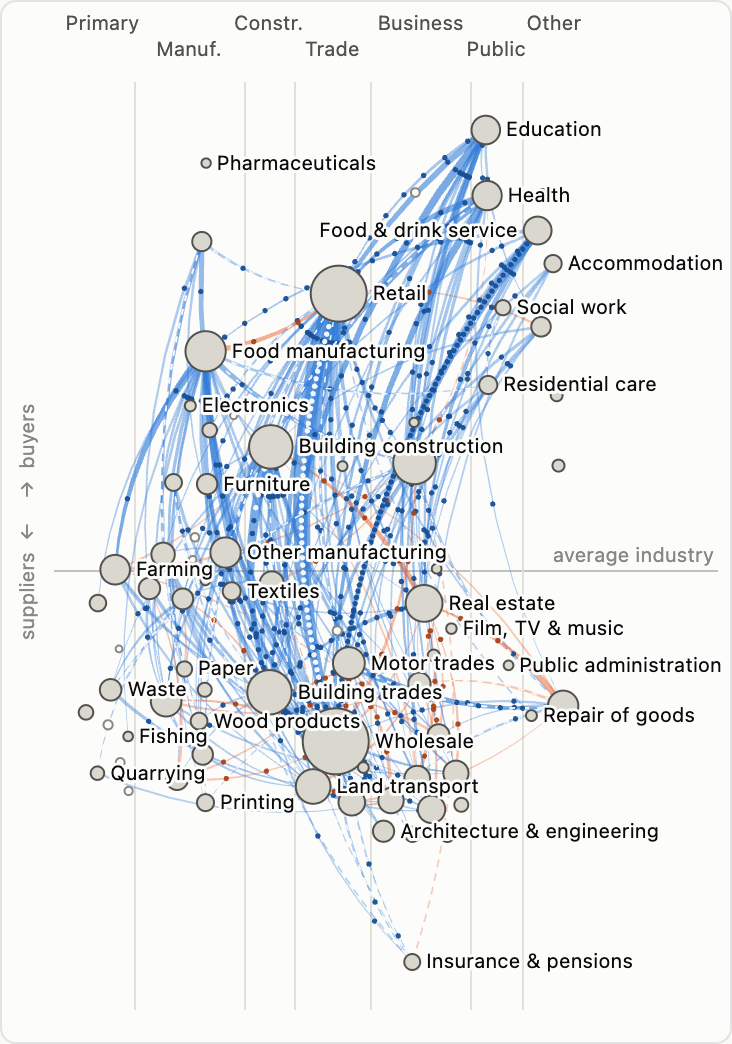 Primary
Constr.
Business
Other
Manuf.
Trade
Public
Education
Pharmaceuticals
Health
Food & drink service
Accommodation
Retail
Social work
Food manufacturing
Residential care
Electronics
Building construction
Furniture
suppliers ← → buyers
Other manufacturing
average industry
Farming
Textiles
Real estate
Film, TV & music
Motor trades
Public administration
Paper
Waste
Building trades
Repair of goods
Wood products
Fishing
Wholesale
Quarrying
Land transport
Printing
Architecture & engineering
Insurance & pensions